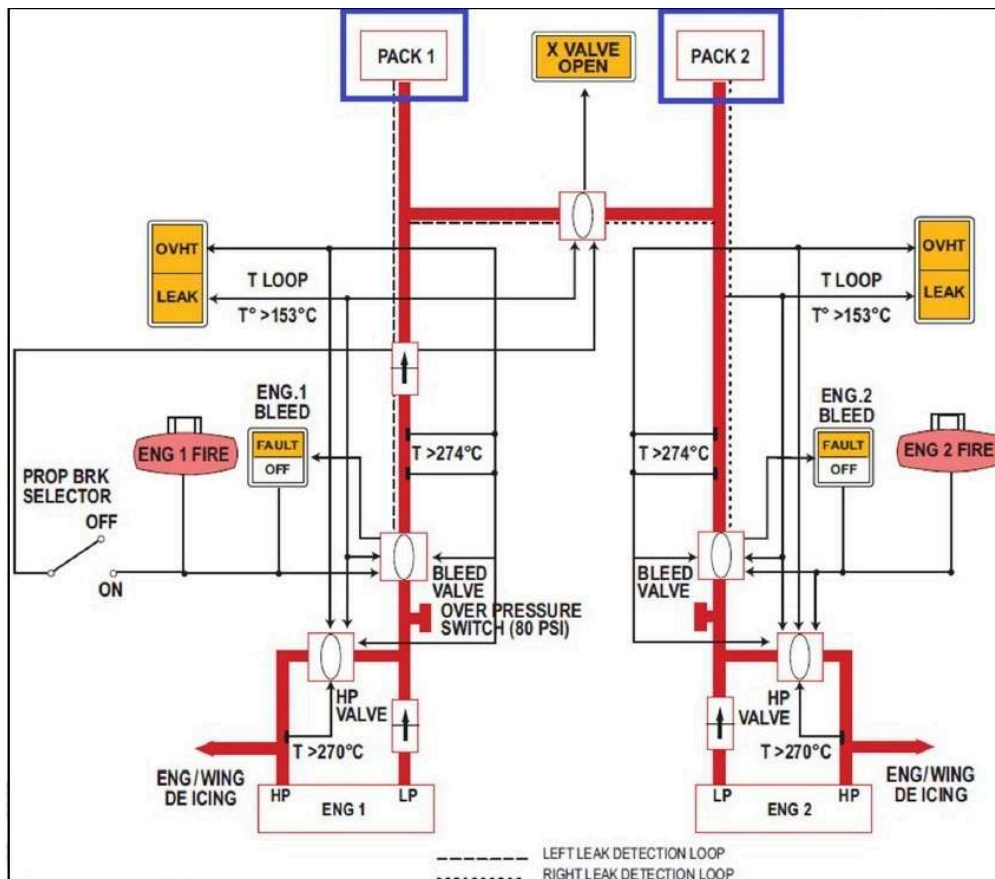 PACK 1
X VALVE
OPEN
PACK 2
OVHT
LEAK
T LOOP
T° >153°C
OVHT
LEAK
T LOOP
T° >153°C
ENG.1
BLEED
FAULT
OFF
ENG 1 FIRE
PROP BRK
SELECTOR
OFF
ON
T >274°C
T >274°C
ENG.2
BLEED
FAULT
OFF
ENG 2 FIRE
BLEED
VALVE
OVER PRESSURE
SWITCH (80 PSI)
BLEED
VALVE
HP
VALVE
T >270°C
HP
VALVE
T >270°C
ENG/WING
DE ICING
HP
LP
ENG 1
LP
HP
ENG 2
ENG/WING
DE ICING
LEFT LEAK DETECTION LOOP
RIGHT LEAK DETECTION LOOP